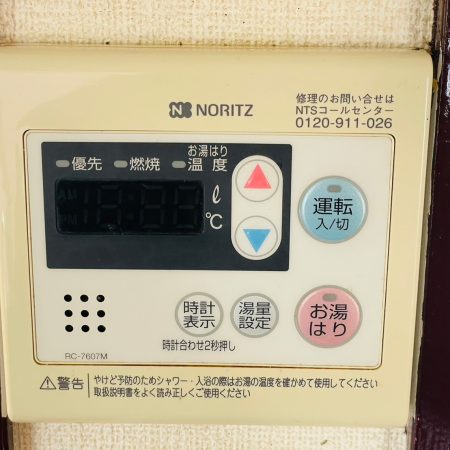 NORITZ
修理のお問い合せは
NTSコールセンター
0120-911-026
お湯はり
優先 燃焼 温度
AM
PM
ℓ
℃
運転
入/切
時計
表示
湯量
設定
お湯
はり
時計合わせ2秒押し
RC-7607M
⚠警告 やけど予防のためシャワー・入浴の際はお湯の温度を確かめて使用してください
取扱説明書をよく読み正しくご使用ください